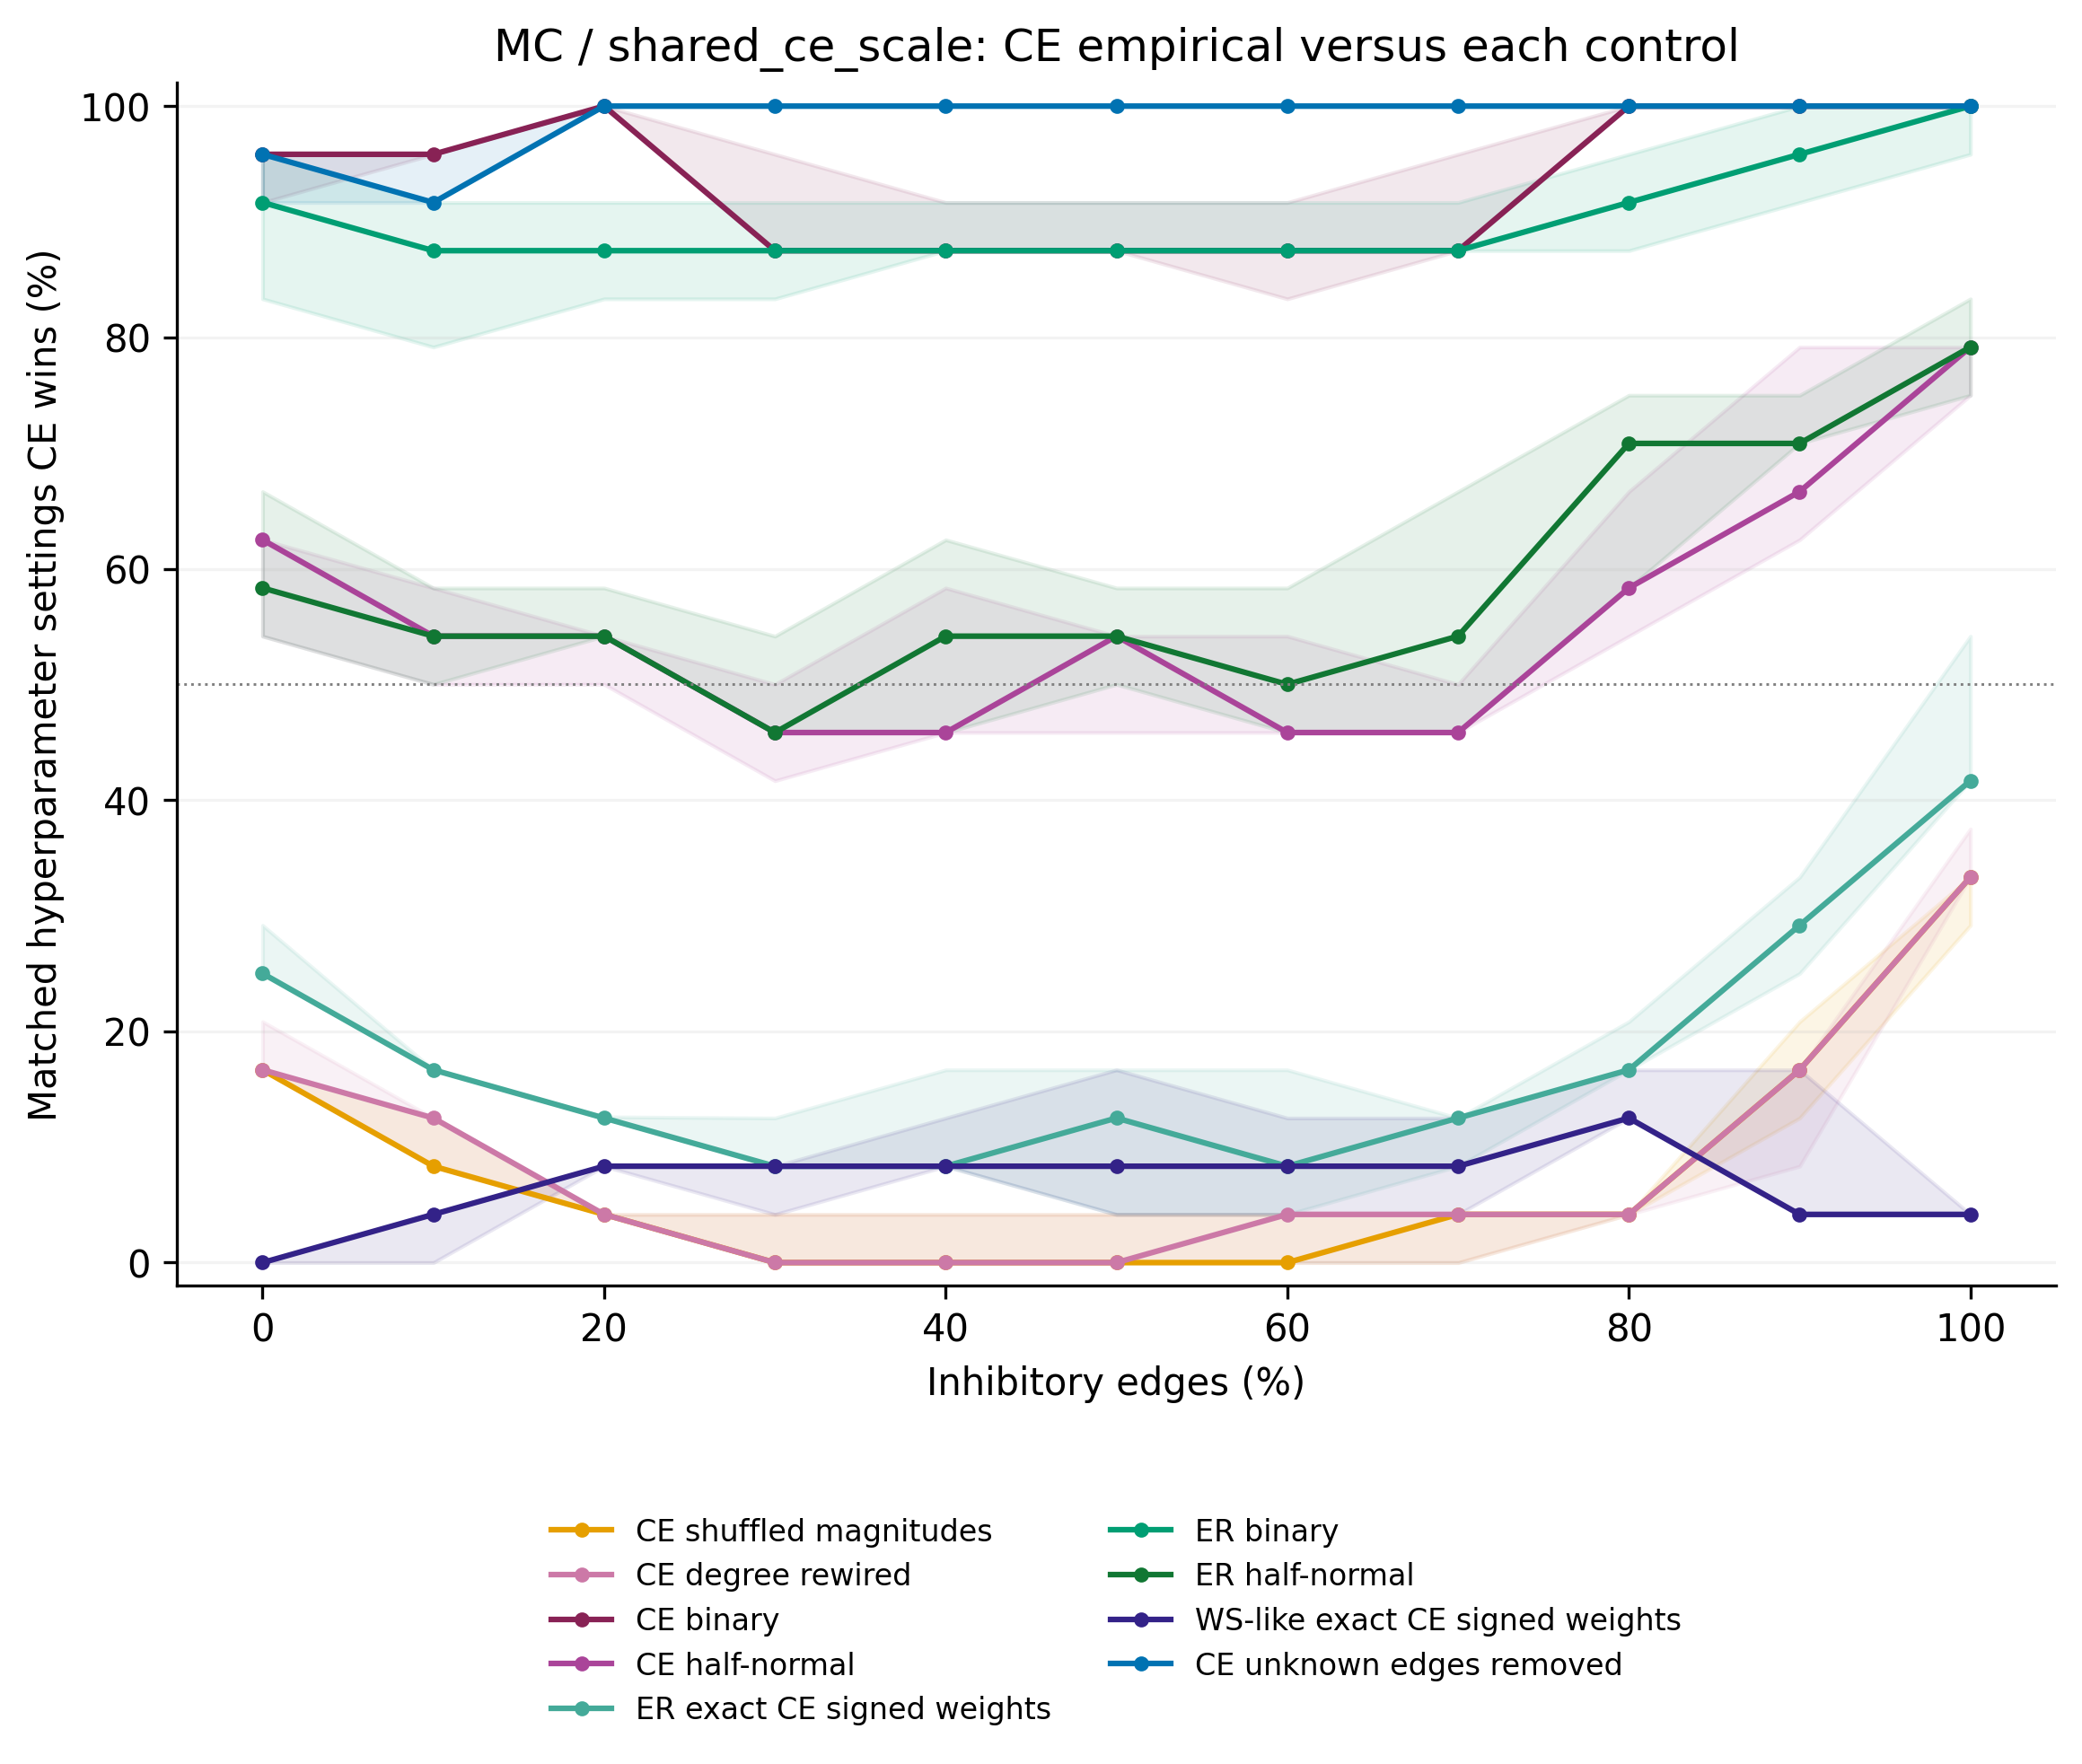 MC / shared_ce_scale: CE empirical versus each control
Matched hyperparameter settings CE wins (%)
100
80
60
40
20
0
0
20
40
60
80
100
Inhibitory edges (%)
CE shuffled magnitudes
CE degree rewired
CE binary
CE half-normal
ER exact CE signed weights
ER binary
ER half-normal
WS-like exact CE signed weights
CE unknown edges removed